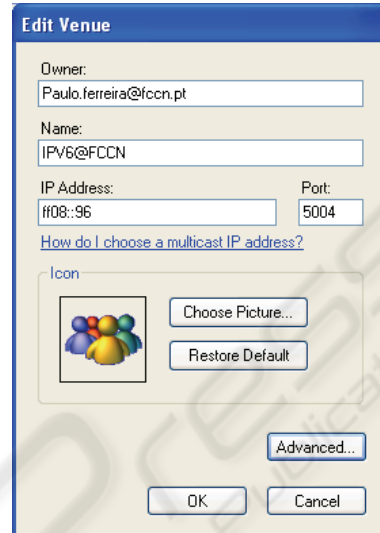 Edit Venue
Owner:
Paulo.ferreira@fccn.pt
Name:
IPV6@FCCN
IP Address: Port:
ff08::96 5004
How do I choose a multicast IP address?
Icon
Choose Picture...
Restore Default
Advanced...
OK Cancel